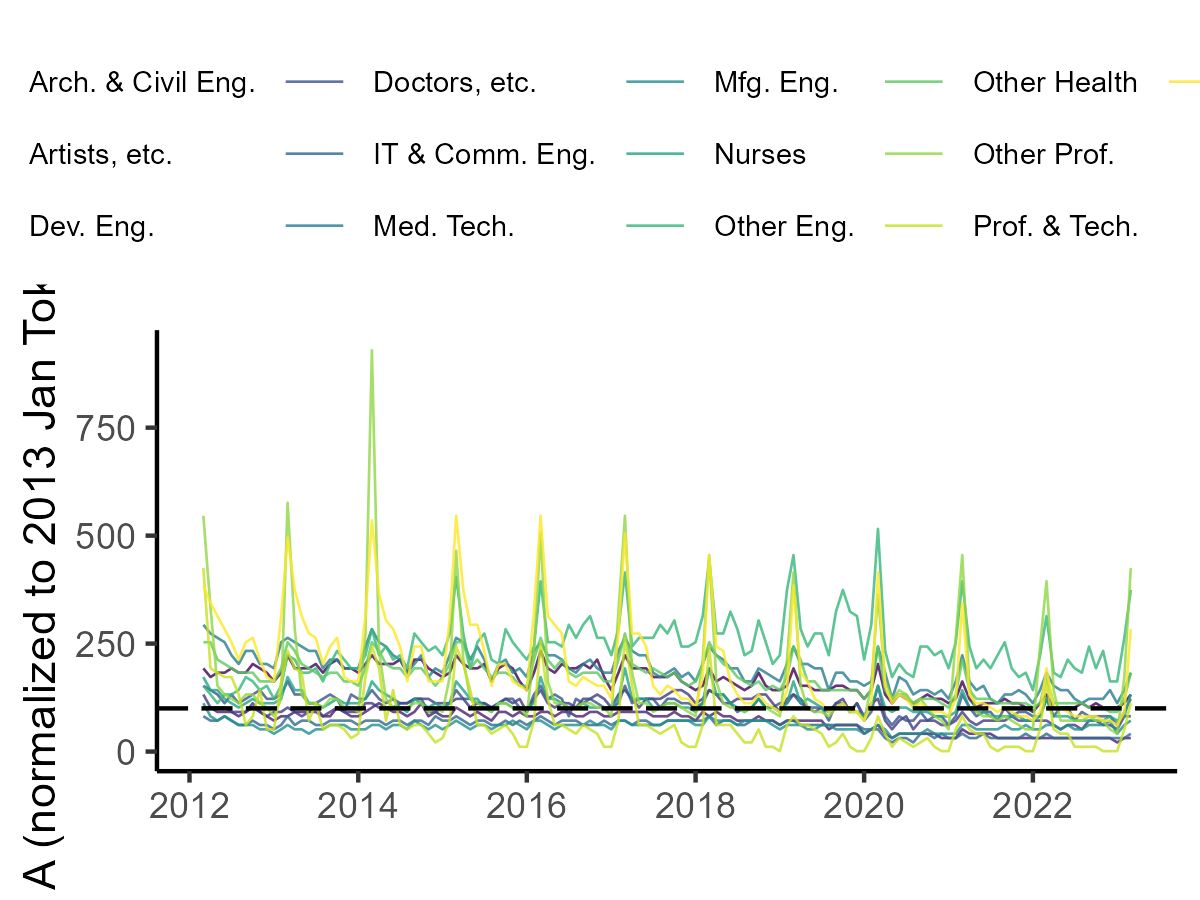 Arch. & Civil Eng. Doctors, etc. Mfg. Eng. Other Health
Artists, etc. IT & Comm. Eng. Nurses Other Prof.
Dev. Eng. Med. Tech. Other Eng. Prof. & Tech.
A (normalized to 2013 Jan
750
500
250
0
2012 2014 2016 2018 2020 2022